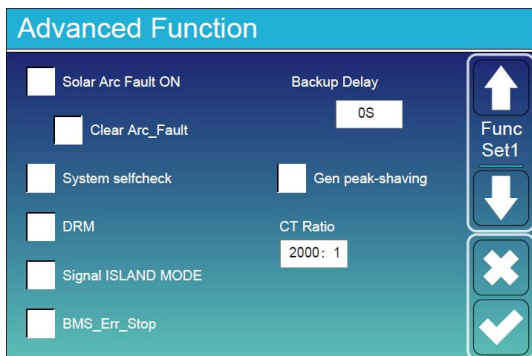 Advanced Function
Solar Arc Fault ON
Backup Delay
0S
Clear Arc_Fault
System selfcheck
Gen peak-shaving
DRM
CT Ratio
2000: 1
Signal ISLAND MODE
BMS_Err_Stop
Func
Set1